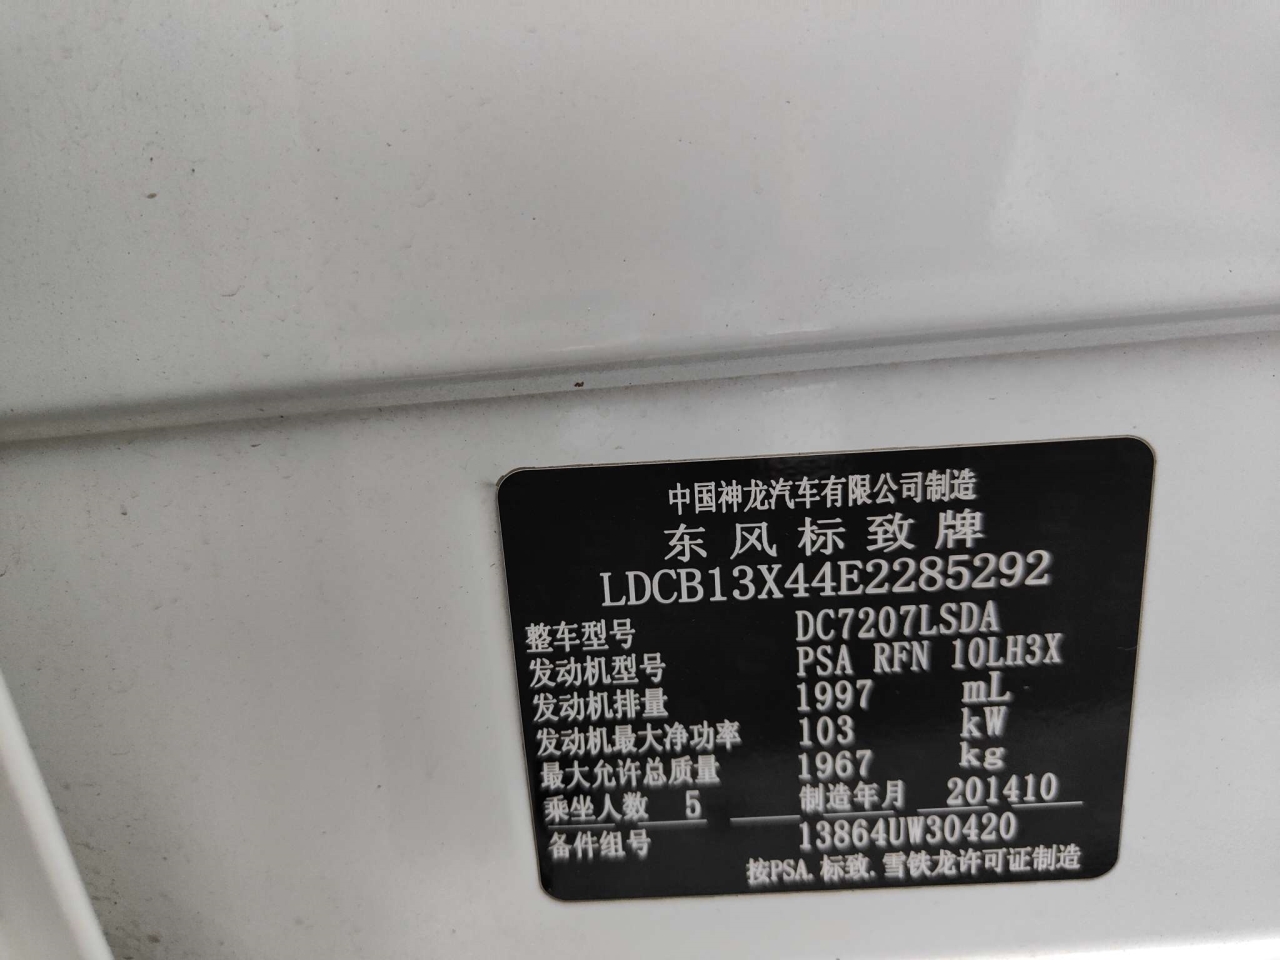 中国神龙汽车有限公司制造
东风标致牌
LDCB13X44E2285292
整车型号 DC7207LSDA
发动机型号 PSA RFN 10LH3X
发动机排量 1997 mL
发动机最大净功率 103 kW
最大允许总质量 1967 kg
乘坐人数 5 制造年月 201410
备件组号 13864UW30420
按PSA.标致.雪铁龙许可证制造